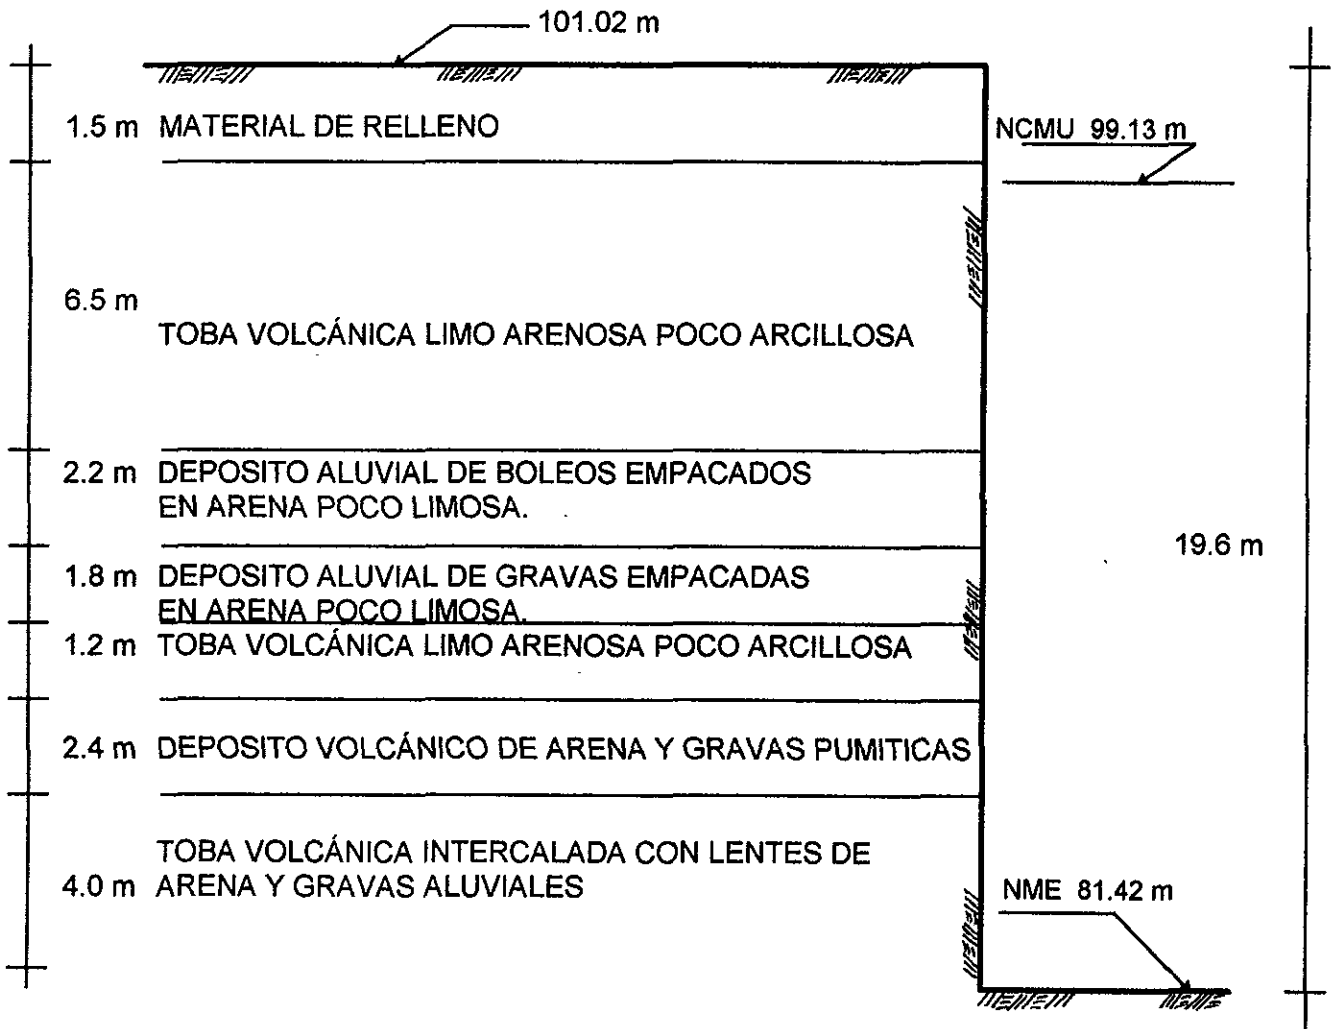 101.02 m
1.5 m MATERIAL DE RELLENO
NCMU 99.13 m
6.5 m
TOBA VOLCÁNICA LIMO ARENOSA POCO ARCILLOSA
2.2 m DEPOSITO ALUVIAL DE BOLEOS EMPACADOS
EN ARENA POCO LIMOSA.
19.6 m
1.8 m DEPOSITO ALUVIAL DE GRAVAS EMPACADAS
EN ARENA POCO LIMOSA.
1.2 m TOBA VOLCÁNICA LIMO ARENOSA POCO ARCILLOSA
2.4 m DEPOSITO VOLCÁNICO DE ARENA Y GRAVAS PUMITICAS
TOBA VOLCÁNICA INTERCALADA CON LENTES DE
4.0 m ARENA Y GRAVAS ALUVIALES
NME 81.42 m